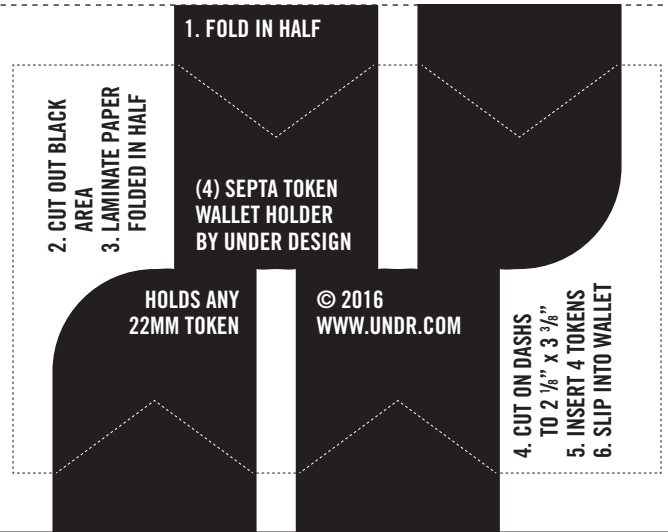 1. FOLD IN HALF
2. CUT OUT BLACK
AREA
3. LAMINATE PAPER
FOLDED IN HALF
(4) SEPTA TOKEN
WALLET HOLDER
BY UNDER DESIGN
HOLDS ANY
22MM TOKEN
© 2016
WWW.UNDR.COM
4. CUT ON DASHS
TO 2 ⅛” X 3 ⅜”
5. INSERT 4 TOKENS
6. SLIP INTO WALLET